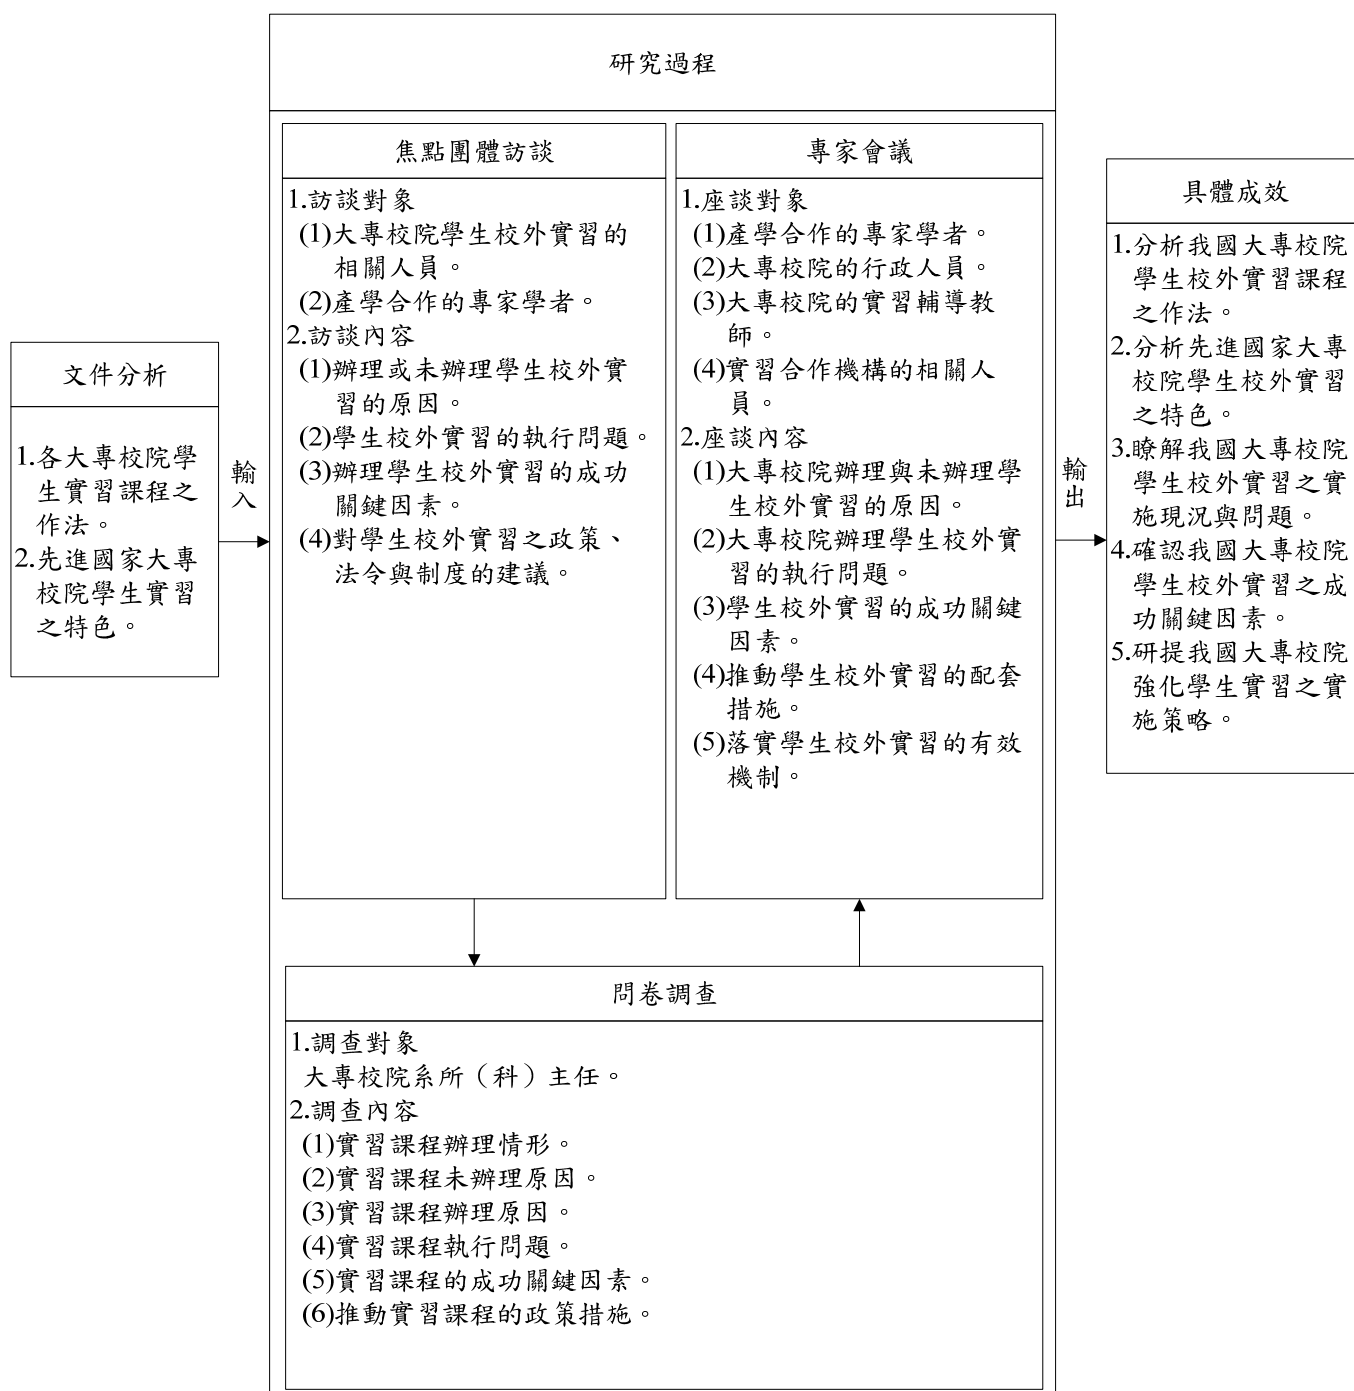 研究過程
文件分析
1.各大專校院學
生實習課程之
作法。
2.先進國家大專
校院學生實習
之特色。
輸
入
焦點團體訪談
1.訪談對象
(1)大專校院學生校外實習的
相關人員。
(2)產學合作的專家學者。
2.訪談內容
(1)辦理或未辦理學生校外實
習的原因。
(2)學生校外實習的執行問題。
(3)辦理學生校外實習的成功
關鍵因素。
(4)對學生校外實習之政策、
法令與制度的建議。
專家會議
1.座談對象
(1)產學合作的專家學者。
(2)大專校院的行政人員。
(3)大專校院的實習輔導教
師。
(4)實習合作機構的相關人
員。
2.座談內容
(1)大專校院辦理與未辦理學
生校外實習的原因。
(2)大專校院辦理學生校外實
習的執行問題。
(3)學生校外實習的成功關鍵
因素。
(4)推動學生校外實習的配套
措施。
(5)落實學生校外實習的有效
機制。
問卷調查
1.調查對象
大專校院系所（科）主任。
2.調查內容
(1)實習課程辦理情形。
(2)實習課程未辦理原因。
(3)實習課程辦理原因。
(4)實習課程執行問題。
(5)實習課程的成功關鍵因素。
(6)推動實習課程的政策措施。
輸
出
具體成效
1.分析我國大專校院
學生校外實習課程
之作法。
2.分析先進國家大專
校院學生校外實習
之特色。
3.瞭解我國大專校院
學生校外實習之實
施現況與問題。
4.確認我國大專校院
學生校外實習之成
功關鍵因素。
5.研提我國大專校院
強化學生實習之實
施策略。